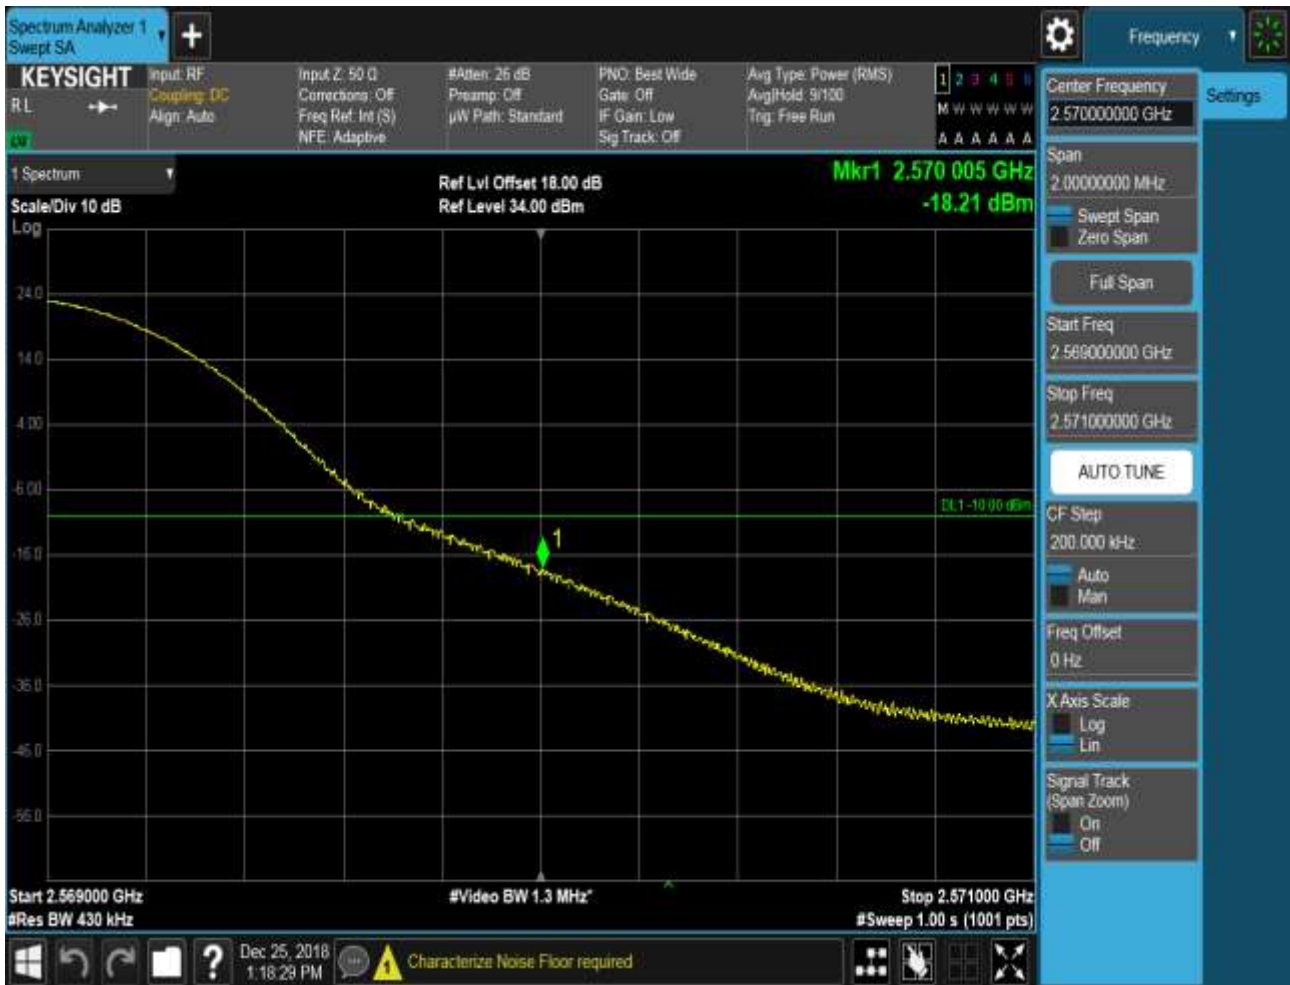 Spectrum Analyzer 1
Swept SA
+
Frequency
KEYSIGHT
RL
Input: RF
Coupling: DC
Align: Auto
Input Z: 50 Ω
Corrections: Off
Freq Ref: Int (S)
NFE: Adaptive
#Atten: 26 dB
Preamp: Off
µW Path: Standard
PNO: Best Wide
Gate: Off
IF Gain: Low
Sig Track: Off
Avg Type: Power (RMS)
Avg|Hold: 9/100
Trig: Free Run
1 2 3 4 5 6
M W W W W W
A A A A A A
1 Spectrum
Scale/Div 10 dB
Log
Ref Lvl Offset 18.00 dB
Ref Level 34.00 dBm
Mkr1 2.570 005 GHz
-18.21 dBm
24.0
14.0
4.00
-6.00
-16.0
-26.0
-36.0
-46.0
-56.0
DL1 -10.00 dBm
1
Start 2.569000 GHz
#Res BW 430 kHz
#Video BW 1.3 MHz*
Stop 2.571000 GHz
#Sweep 1.00 s (1001 pts)
Center Frequency
2.570000000 GHz
Settings
Span
2.00000000 MHz
Swept Span
Zero Span
Full Span
Start Freq
2.569000000 GHz
Stop Freq
2.571000000 GHz
AUTO TUNE
CF Step
200.000 kHz
Auto
Man
Freq Offset
0 Hz
X Axis Scale
Log
Lin
Signal Track
(Span Zoom)
On
Off
?
Dec 25, 2018
1:18:29 PM
1
Characterize Noise Floor required